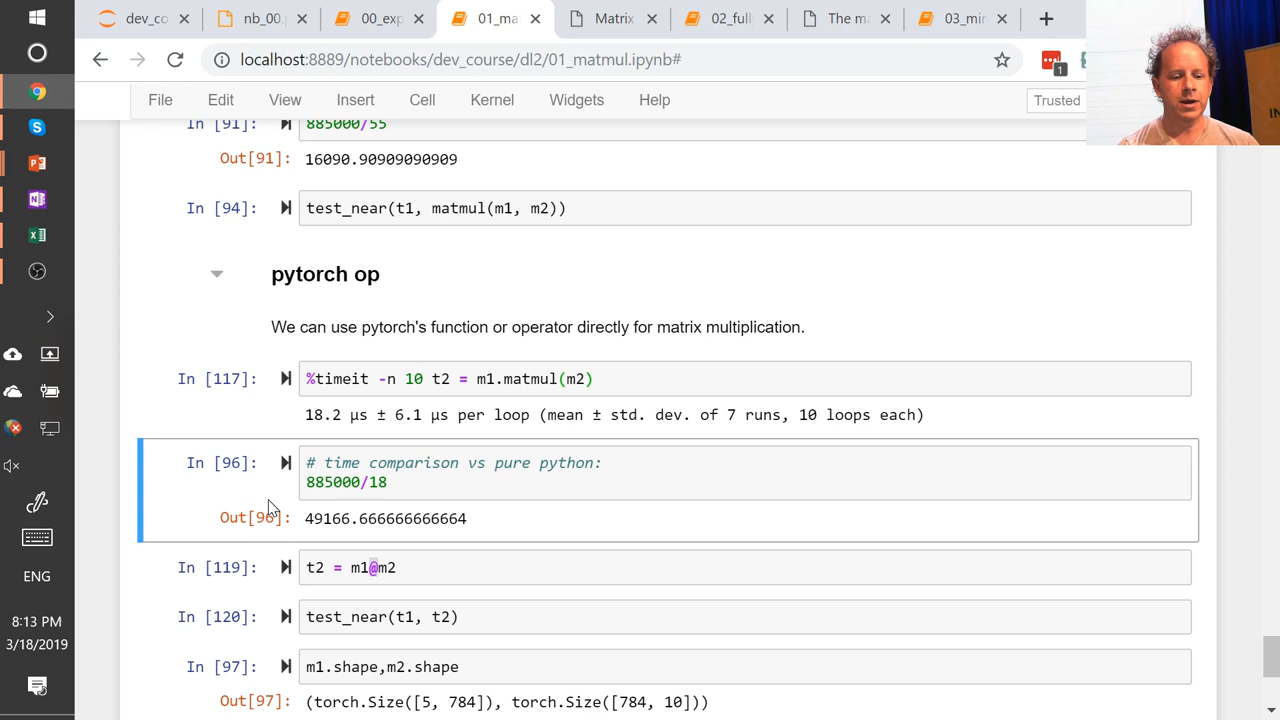 dev_co
nb_00.
00_exp
01_mat
Matrix
02_full
The ma
03_min
localhost:8889/notebooks/dev_course/dl2/01_matmul.ipynb#
1
File Edit View Insert Cell Kernel Widgets Help
Trusted
In [91]: 885000/55
Out[91]: 16090.90909090909
In [94]: test_near(t1, matmul(m1, m2))
pytorch op
We can use pytorch's function or operator directly for matrix multiplication.
In [117]: %timeit -n 10 t2 = m1.matmul(m2)
18.2 µs ± 6.1 µs per loop (mean ± std. dev. of 7 runs, 10 loops each)
In [96]: # time comparison vs pure python:
885000/18
Out[96]: 49166.666666666664
In [119]: t2 = m1@m2
In [120]: test_near(t1, t2)
In [97]: m1.shape,m2.shape
Out[97]: (torch.Size([5, 784]), torch.Size([784, 10]))
ENG
8:13 PM
3/18/2019